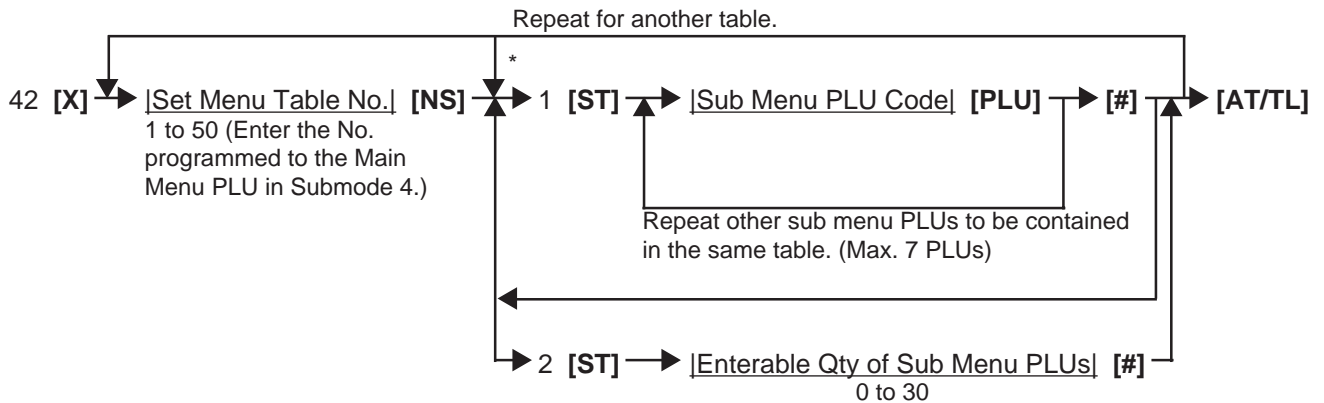 Repeat for another table.
*
42 [X] |Set Menu Table No.| [NS] 1 [ST] |Sub Menu PLU Code| [PLU] [#] [AT/TL]
1 to 50 (Enter the No.
programmed to the Main
Menu PLU in Submode 4.)
Repeat other sub menu PLUs to be contained
in the same table. (Max. 7 PLUs)
2 [ST] |Enterable Qty of Sub Menu PLUs| [#]
0 to 30